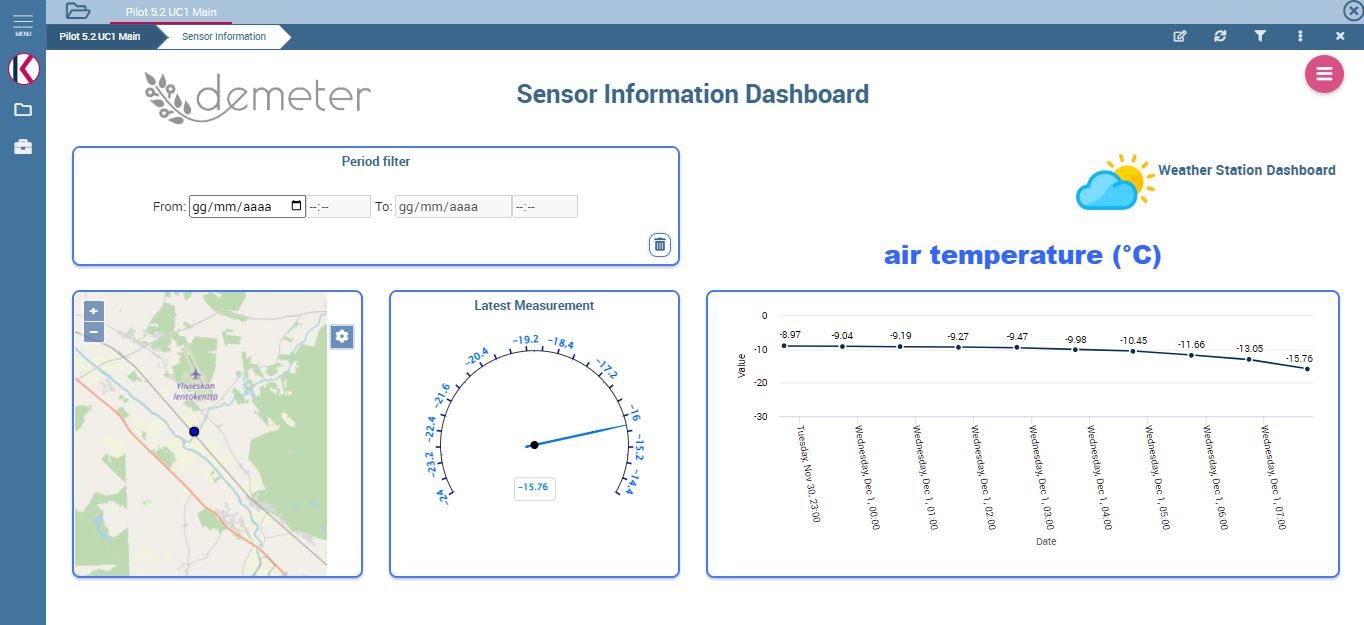 Pilot 5.2 UC1 Main
MENU
Pilot 5.2 UC1 Main
Sensor Information
demeter
Sensor Information Dashboard
Period filter
From: gg/mm/aaaa --:-- To: gg/mm/aaaa --:--
Weather Station Dashboard
air temperature (°C)
+
−
Ylivieskan
lentokenttä
Latest Measurement
-24
-23.2
-22.4
-21.6
-20.4
-19.2
-18.4
-17.2
-16
-15.2
-14.4
-15.76
Value
0
-10
-20
-30
-8.97
-9.04
-9.19
-9.27
-9.47
-9.98
-10.45
-11.66
-13.05
-15.76
Tuesday, Nov 30, 23:00
Wednesday, Dec 1, 00:00
Wednesday, Dec 1, 01:00
Wednesday, Dec 1, 02:00
Wednesday, Dec 1, 03:00
Wednesday, Dec 1, 04:00
Wednesday, Dec 1, 05:00
Wednesday, Dec 1, 06:00
Wednesday, Dec 1, 07:00
Date